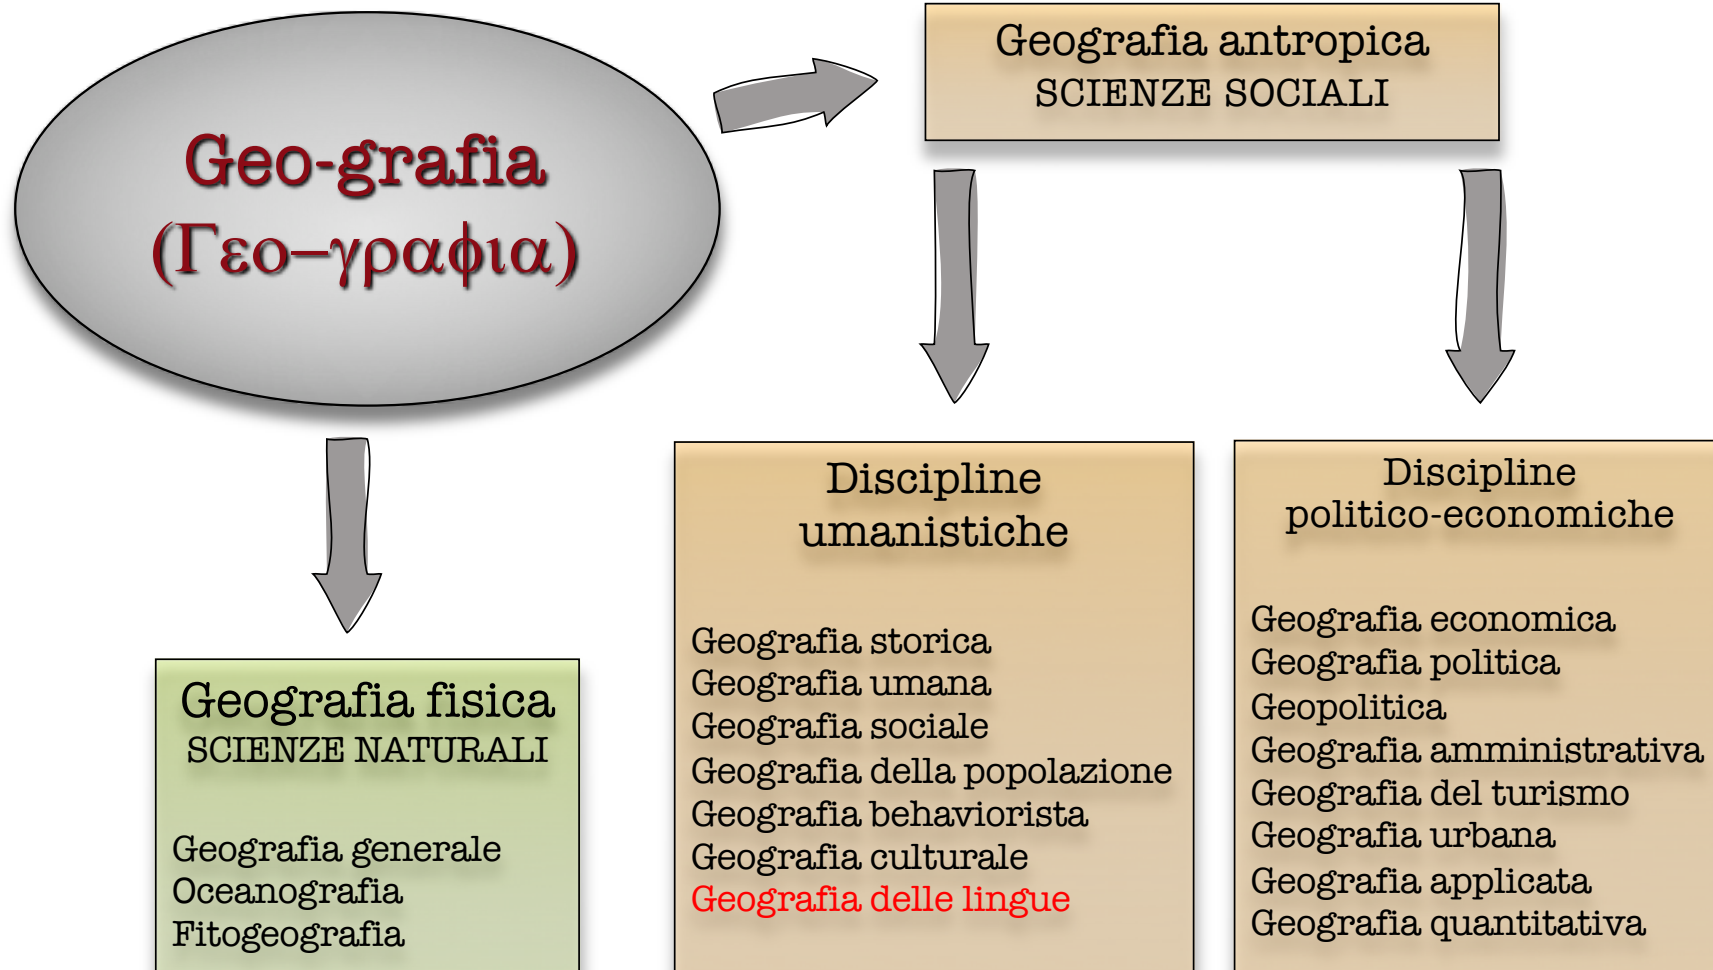 Geo-grafia
(Γεο–γραφια)
Geografia antropica
SCIENZE SOCIALI
Geografia fisica
SCIENZE NATURALI
Geografia generale
Oceanografia
Fitogeografia
Discipline
umanistiche
Geografia storica
Geografia umana
Geografia sociale
Geografia della popolazione
Geografia behaviorista
Geografia culturale
Geografia delle lingue
Discipline
politico-economiche
Geografia economica
Geografia politica
Geopolitica
Geografia amministrativa
Geografia del turismo
Geografia urbana
Geografia applicata
Geografia quantitativa